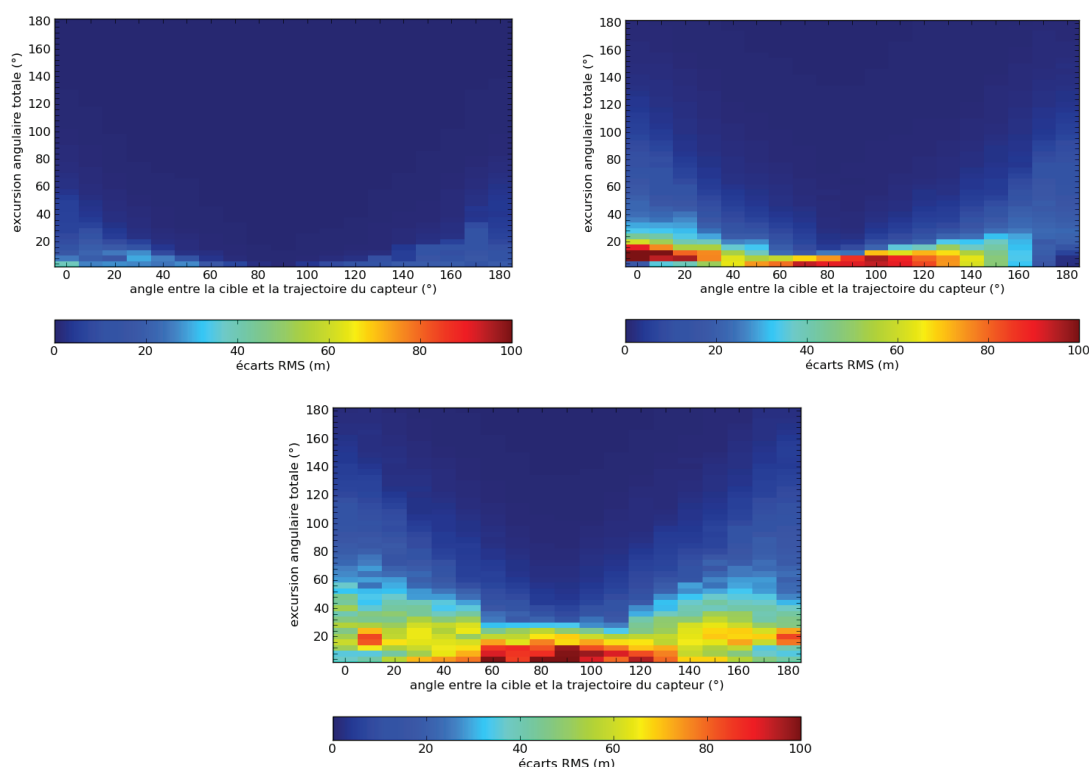 180
160
140
120
100
80
60
40
20
excursion angulaire totale (°)
0 20 40 60 80 100 120 140 160 180
angle entre la cible et la trajectoire du capteur (°)
0 20 40 60 80 100
écarts RMS (m)
180
160
140
120
100
80
60
40
20
excursion angulaire totale (°)
0 20 40 60 80 100 120 140 160 180
angle entre la cible et la trajectoire du capteur (°)
0 20 40 60 80 100
écarts RMS (m)
180
160
140
120
100
80
60
40
20
excursion angulaire totale (°)
0 20 40 60 80 100 120 140 160 180
angle entre la cible et la trajectoire du capteur (°)
0 20 40 60 80 100
écarts RMS (m)